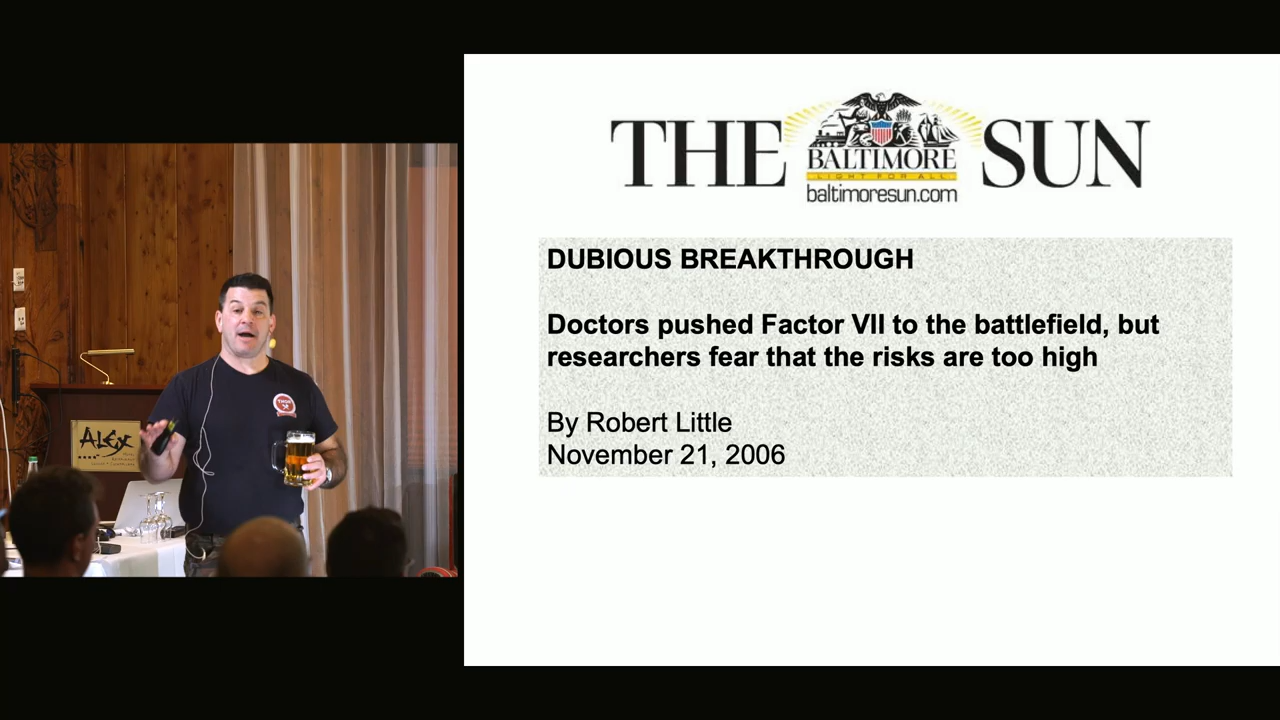 THE BALTIMORE SUN
LIGHT FOR ALL
baltimoresun.com
DUBIOUS BREAKTHROUGH
Doctors pushed Factor VII to the battlefield, but
researchers fear that the risks are too high
By Robert Little
November 21, 2006
THOR
ALEX